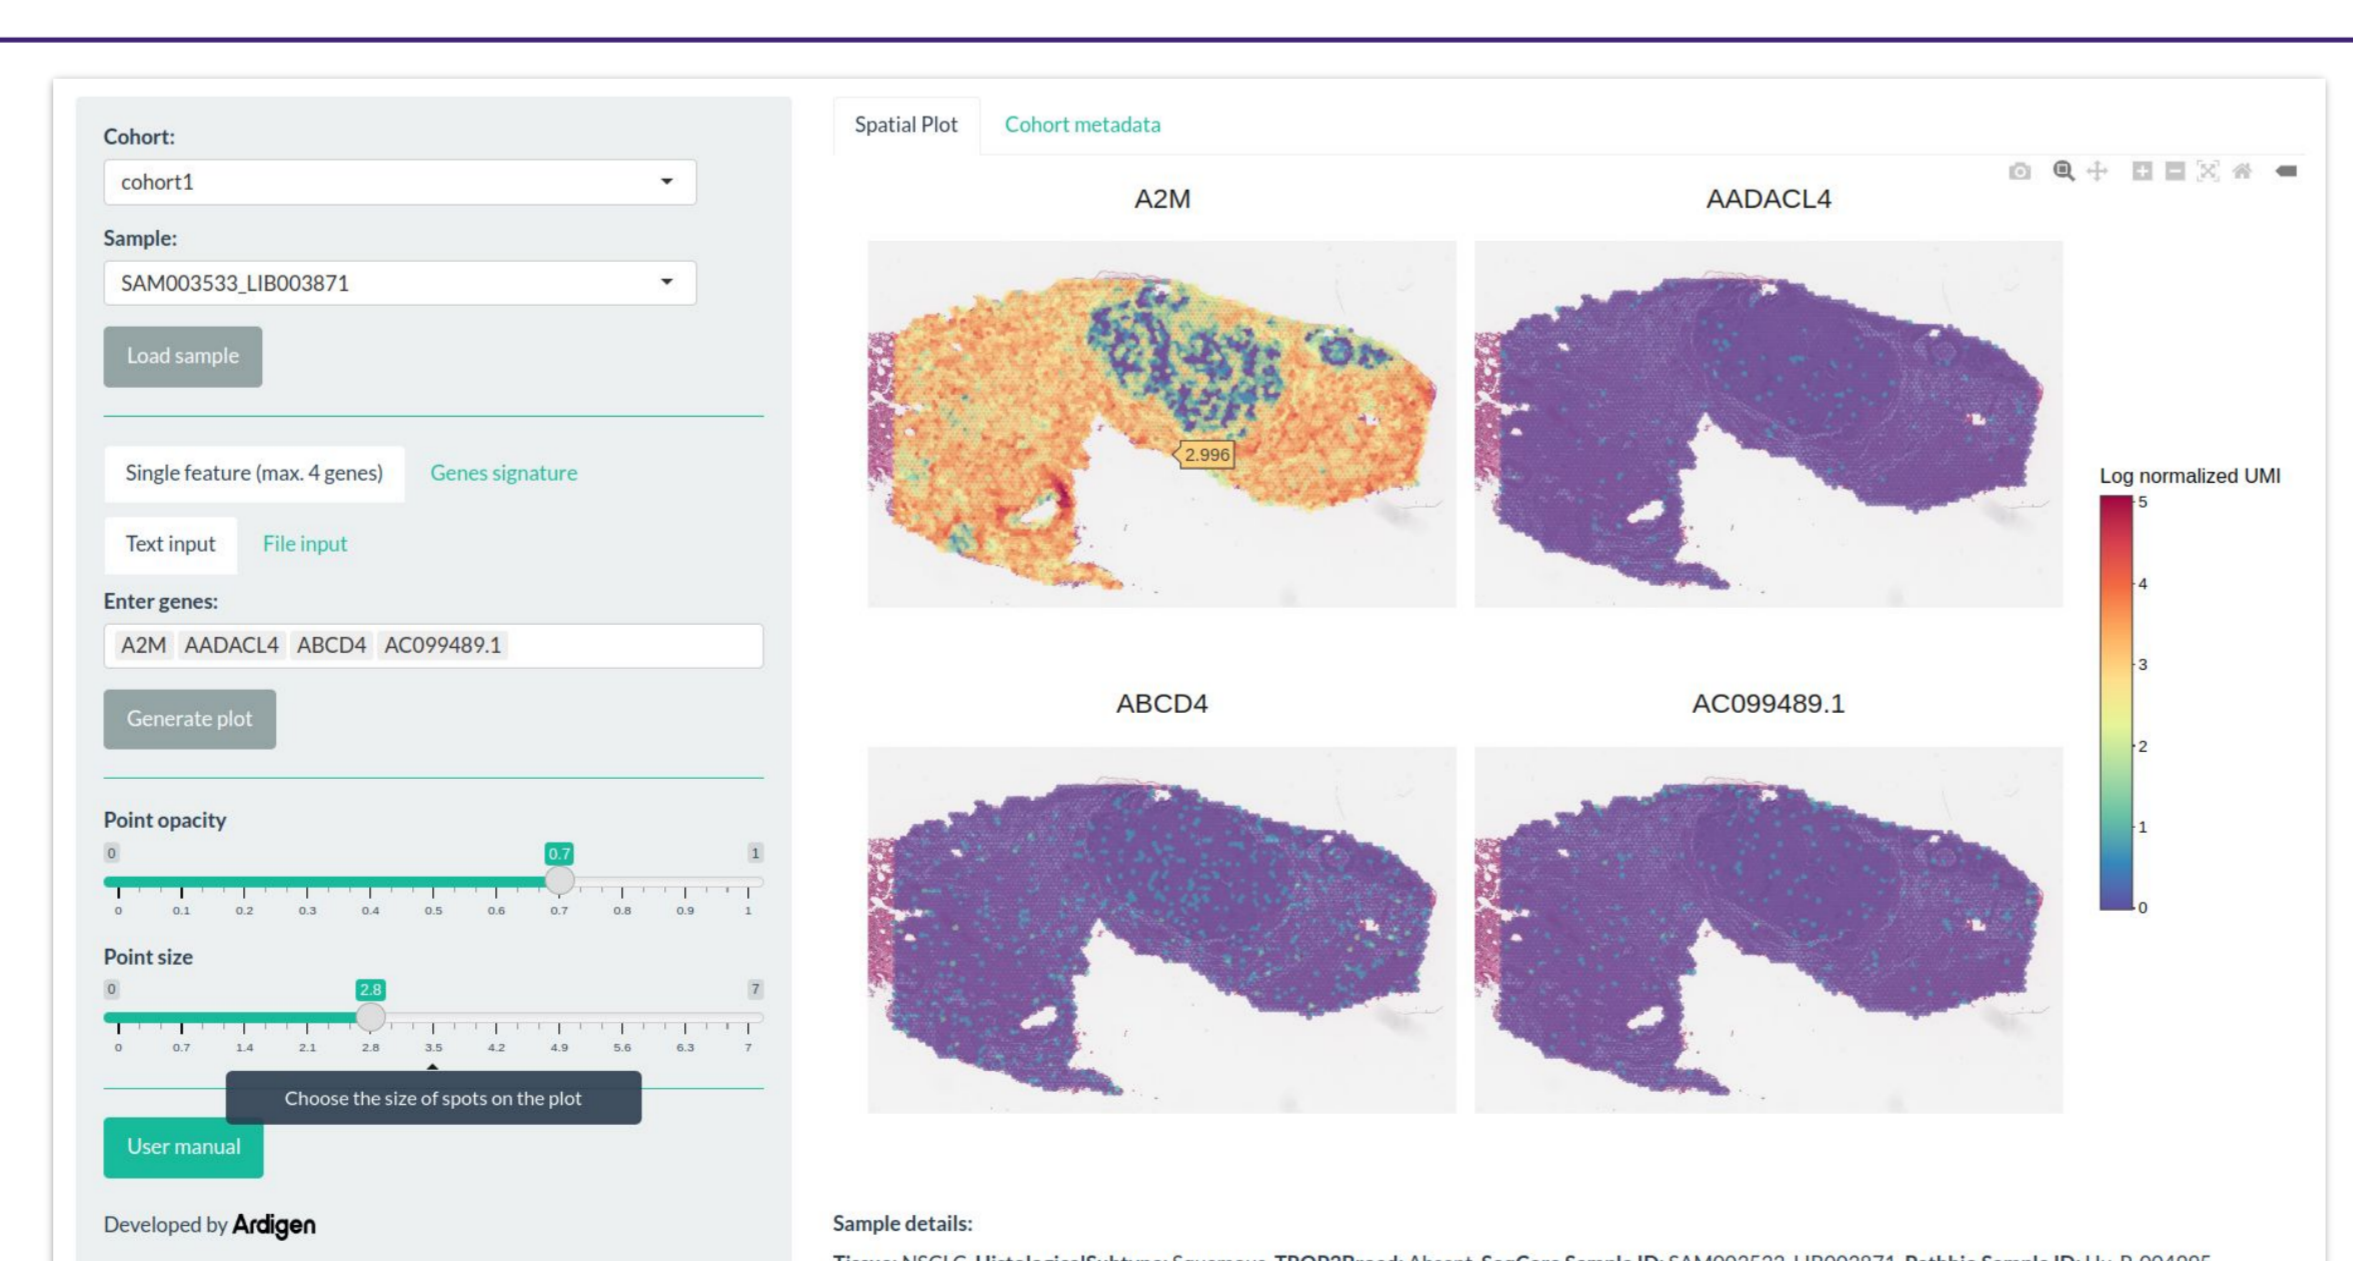 Cohort:
cohort1
Sample:
SAM003533_LIB003871
Load sample
Single feature (max. 4 genes) Genes signature
Text input File input
Enter genes:
A2M AADACL4 ABCD4 AC099489.1
Generate plot
Point opacity
0 0.7 1
0 0.1 0.2 0.3 0.4 0.5 0.6 0.7 0.8 0.9 1
Point size
0 2.8 7
0 0.7 1.4 2.1 2.8 3.5 4.2 4.9 5.6 6.3 7
Choose the size of spots on the plot
User manual
Developed by Ardigen
Spatial Plot Cohort metadata
A2M AADACL4
2.996
Log normalized UMI
5
4
3
2
1
0
ABCD4 AC099489.1
Sample details: